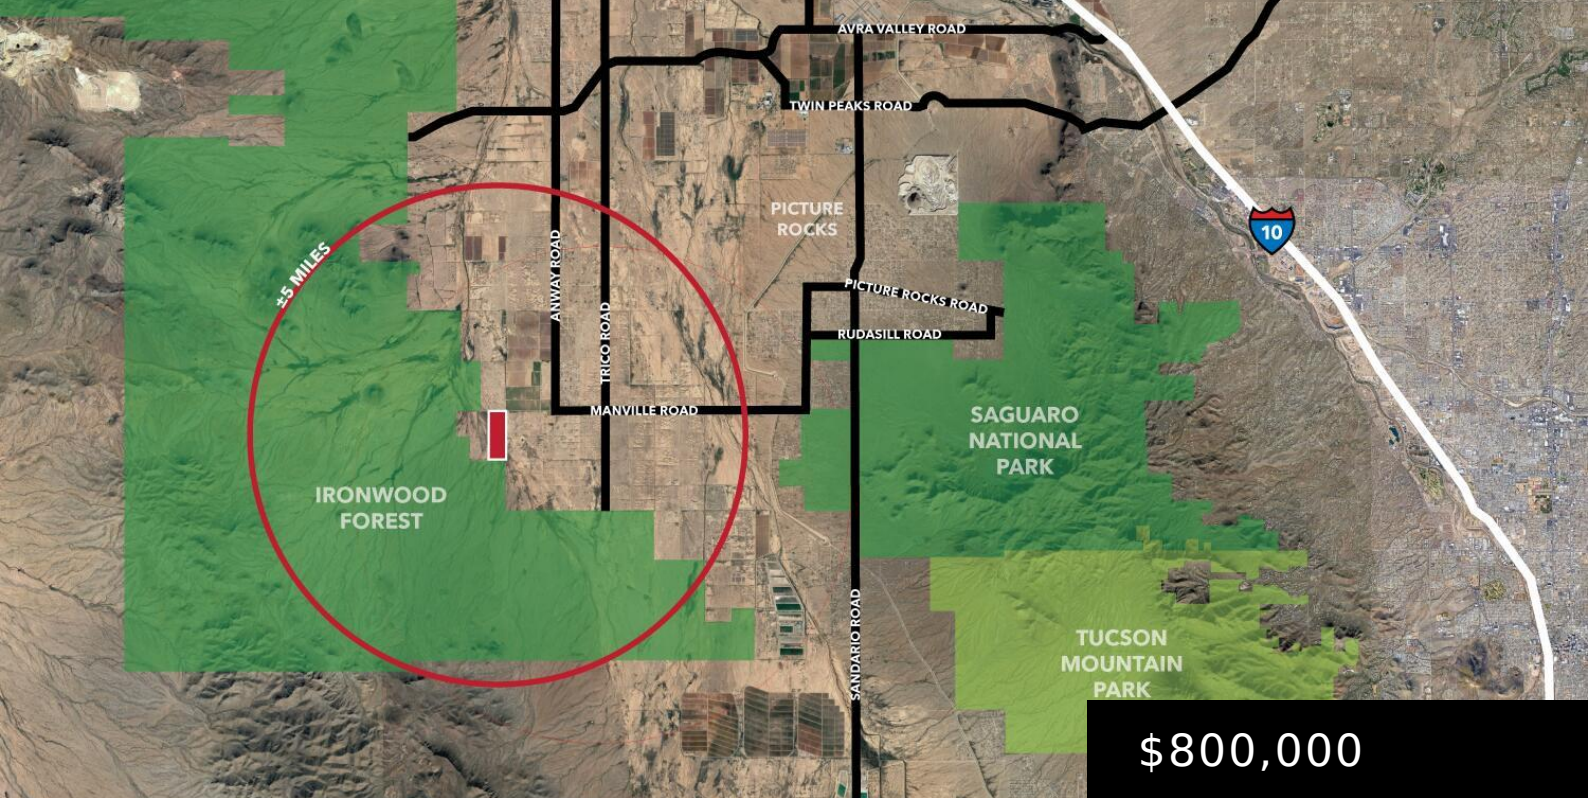 AVRA VALLEY ROAD
TWIN PEAKS ROAD
PICTURE
ROCKS
10
ANWAY ROAD
±5 MILES
PICTURE ROCKS ROAD
TRICO ROAD
RUDASILL ROAD
MANVILLE ROAD
SAGUARO
NATIONAL
PARK
IRONWOOD
FOREST
SANDARIO ROAD
TUCSON
MOUNTAIN
PARK
$800,000